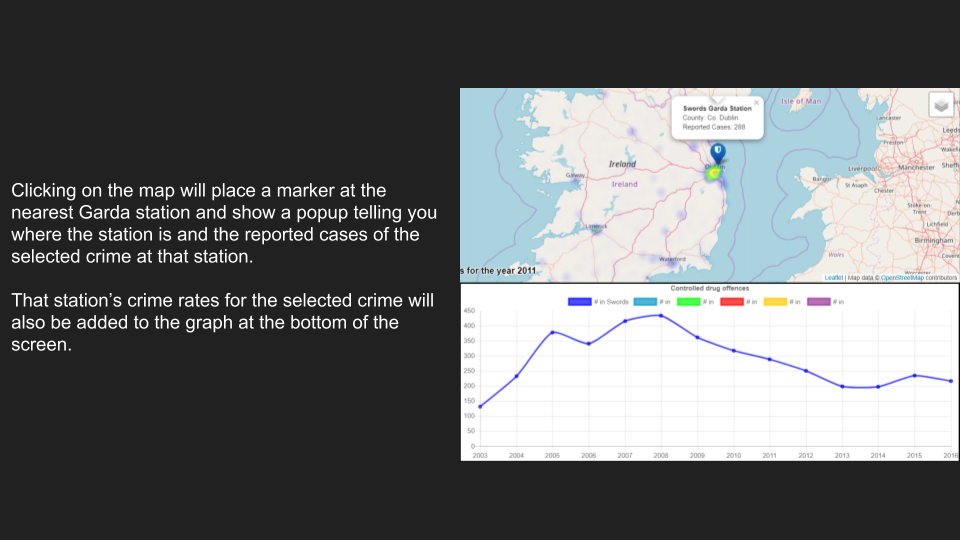 Clicking on the map will place a marker at the
nearest Garda station and show a popup telling you
where the station is and the reported cases of the
selected crime at that station.
That station's crime rates for the selected crime will
also be added to the graph at the bottom of the
screen.
Isle of Man
Swords Garda Station
County: Co. Dublin
Reported Cases: 288
Lancaster
Leeds
Preston
Ireland
Ireland
Galway
Liverpool
Manchester
Sheff
Bangor
St Asaph
Chester
Stoke-on-
Trent
Derb
Lichfield
Limerick
Birmingham
Waterford
Wales
Coven
s for the year 2011
Leaflet | Map data © OpenStreetMap contributors
Controlled drug offences
# in Swords # in # in # in # in # in
450
400
350
300
250
200
150
100
50
0
2003 2004 2005 2006 2007 2008 2009 2010 2011 2012 2013 2014 2015 2016